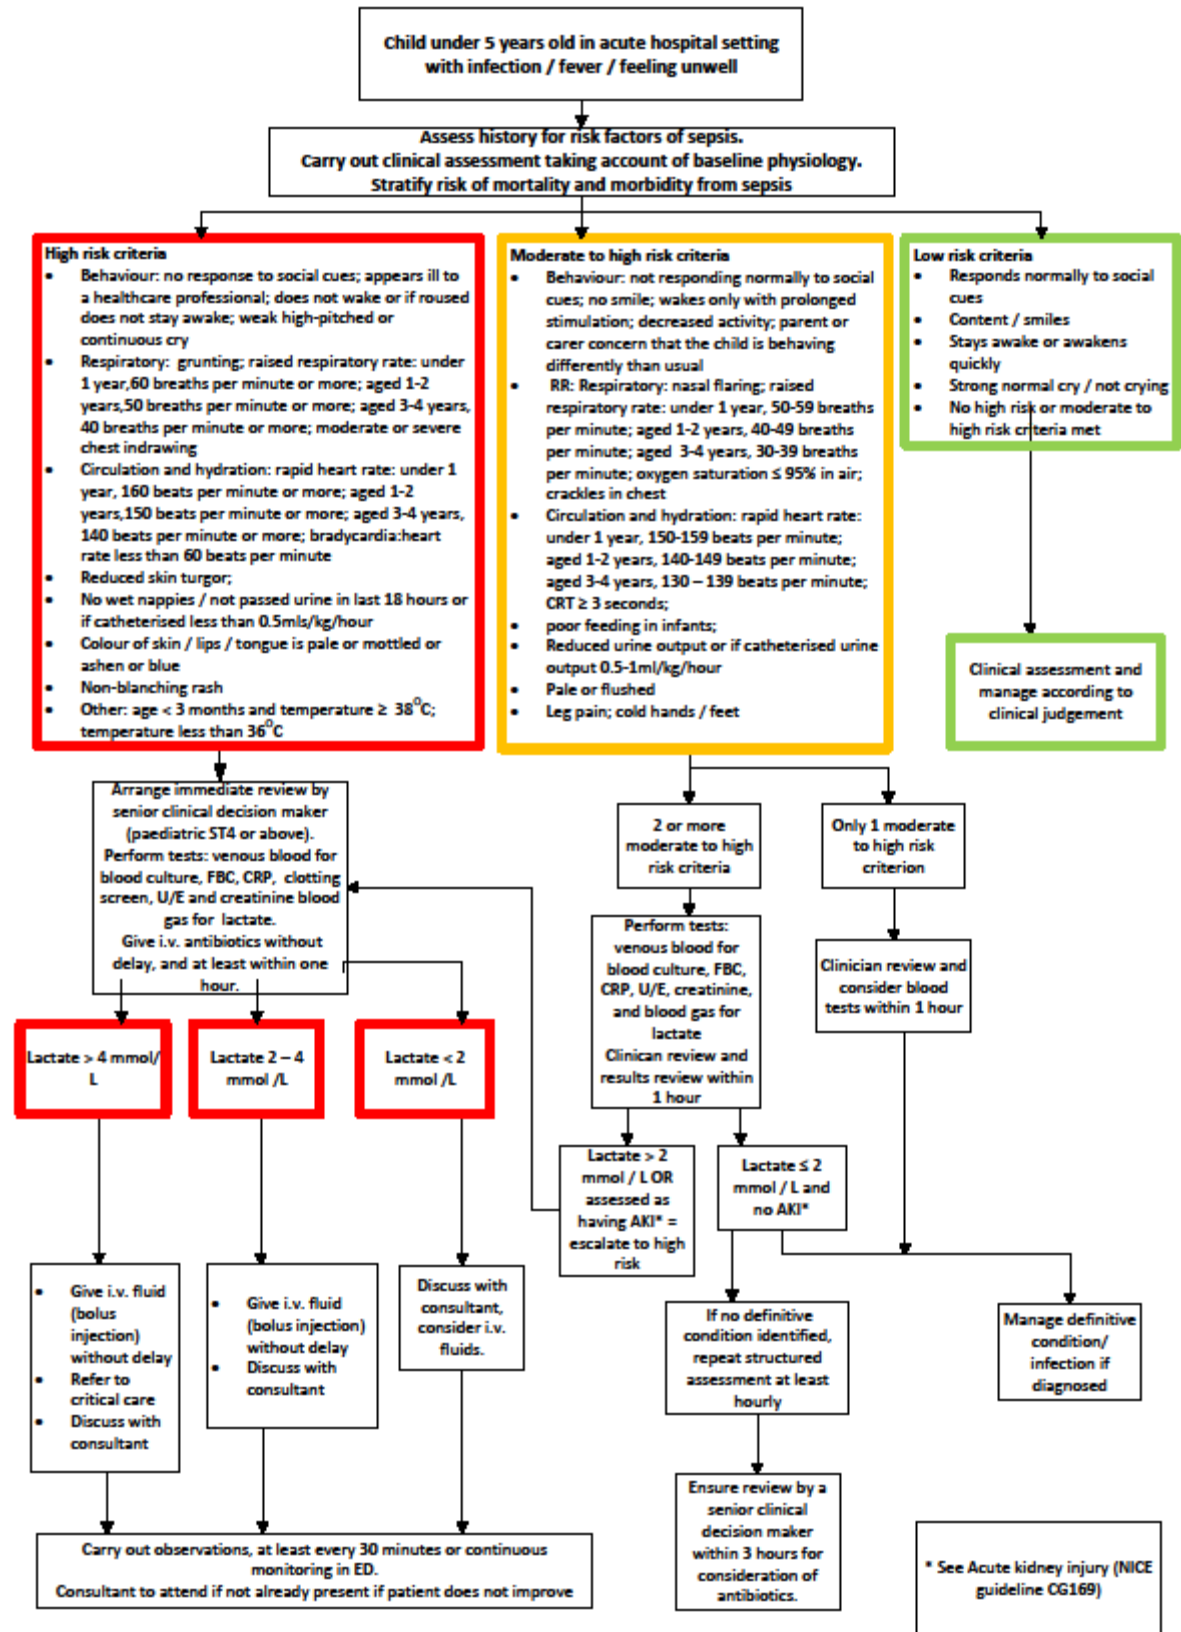 Child under 5 years old in acute hospital setting
with infection / fever / feeling unwell
Assess history for risk factors of sepsis.
Carry out clinical assessment taking account of baseline physiology.
Stratify risk of mortality and morbidity from sepsis
High risk criteria
• Behaviour: no response to social cues; appears ill to
a healthcare professional; does not wake or if roused
does not stay awake; weak high-pitched or
continuous cry
• Respiratory: grunting; raised respiratory rate: under
1 year,60 breaths per minute or more; aged 1-2
years,50 breaths per minute or more; aged 3-4 years,
40 breaths per minute or more; moderate or severe
chest indrawing
• Circulation and hydration: rapid heart rate: under 1
year, 160 beats per minute or more; aged 1-2
years,150 beats per minute or more; aged 3-4 years,
140 beats per minute or more; bradycardia:heart
rate less than 60 beats per minute
• Reduced skin turgor;
• No wet nappies / not passed urine in last 18 hours or
if catheterised less than 0.5mls/kg/hour
• Colour of skin / lips / tongue is pale or mottled or
ashen or blue
• Non-blanching rash
• Other: age < 3 months and temperature ≥ 38°C;
temperature less than 36°C
Moderate to high risk criteria
• Behaviour: not responding normally to social
cues; no smile; wakes only with prolonged
stimulation; decreased activity; parent or
carer concern that the child is behaving
differently than usual
• RR: Respiratory: nasal flaring; raised
respiratory rate: under 1 year, 50-59 breaths
per minute; aged 1-2 years, 40-49 breaths
per minute; aged 3-4 years, 30-39 breaths
per minute; oxygen saturation ≤ 95% in air;
crackles in chest
• Circulation and hydration: rapid heart rate:
under 1 year, 150-159 beats per minute;
aged 1-2 years, 140-149 beats per minute;
aged 3-4 years, 130 – 139 beats per minute;
CRT ≥ 3 seconds;
• poor feeding in infants;
• Reduced urine output or if catheterised urine
output 0.5-1ml/kg/hour
• Pale or flushed
• Leg pain; cold hands / feet
Low risk criteria
• Responds normally to social
cues
• Content / smiles
• Stays awake or awakens
quickly
• Strong normal cry / not crying
• No high risk or moderate to
high risk criteria met
Clinical assessment and
manage according to
clinical judgement
Arrange immediate review by
senior clinical decision maker
(paediatric ST4 or above).
Perform tests: venous blood for
blood culture, FBC, CRP, clotting
screen, U/E and creatinine blood
gas for lactate.
Give i.v. antibiotics without
delay, and at least within one
hour.
2 or more
moderate to high
risk criteria
Only 1 moderate
to high risk
criterion
Perform tests:
venous blood for
blood culture, FBC,
CRP, U/E, creatinine,
and blood gas for
lactate
Clinican review and
results review within
1 hour
Clinician review and
consider blood
tests within 1 hour
Lactate > 4 mmol/
L
Lactate 2 – 4
mmol /L
Lactate < 2
mmol /L
Lactate > 2
mmol / L OR
assessed as
having AKI* =
escalate to high
risk
Lactate ≤ 2
mmol / L and
no AKI*
• Give i.v. fluid
(bolus
injection)
without delay
• Refer to
critical care
• Discuss with
consultant
• Give i.v. fluid
(bolus injection)
without delay
• Discuss with
consultant
Discuss with
consultant,
consider i.v.
fluids.
If no definitive
condition identified,
repeat structured
assessment at least
hourly
Manage definitive
condition/
infection if
diagnosed
Ensure review by a
senior clinical
decision maker
within 3 hours for
consideration of
antibiotics.
Carry out observations, at least every 30 minutes or continuous
monitoring in ED.
Consultant to attend if not already present if patient does not improve
* See Acute kidney injury (NICE
guideline CG169)